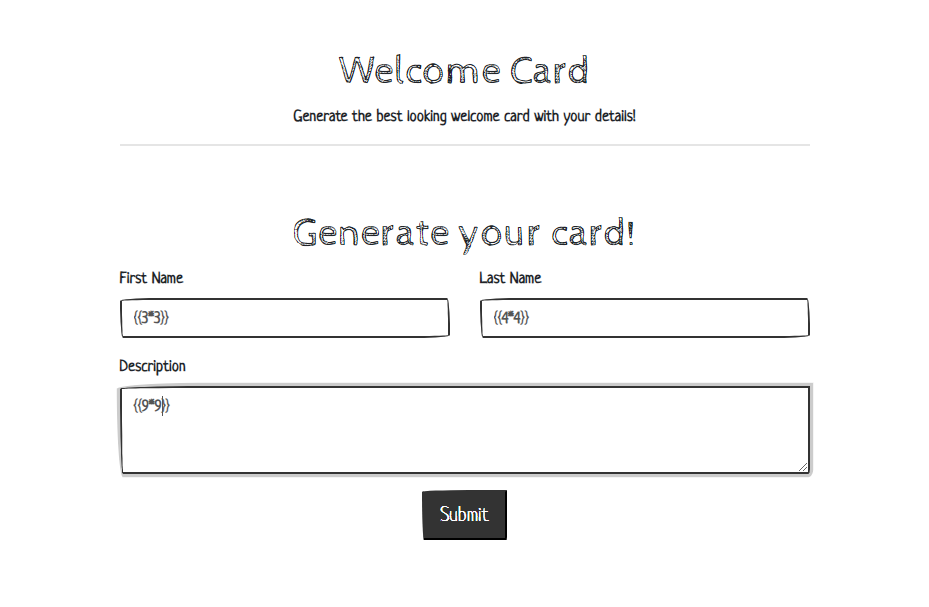 Welcome Card
Generate the best looking welcome card with your details!
Generate your card!
First Name
Last Name
{{3*3}}
{{4*4}}
Description
{{9*9}}
Submit